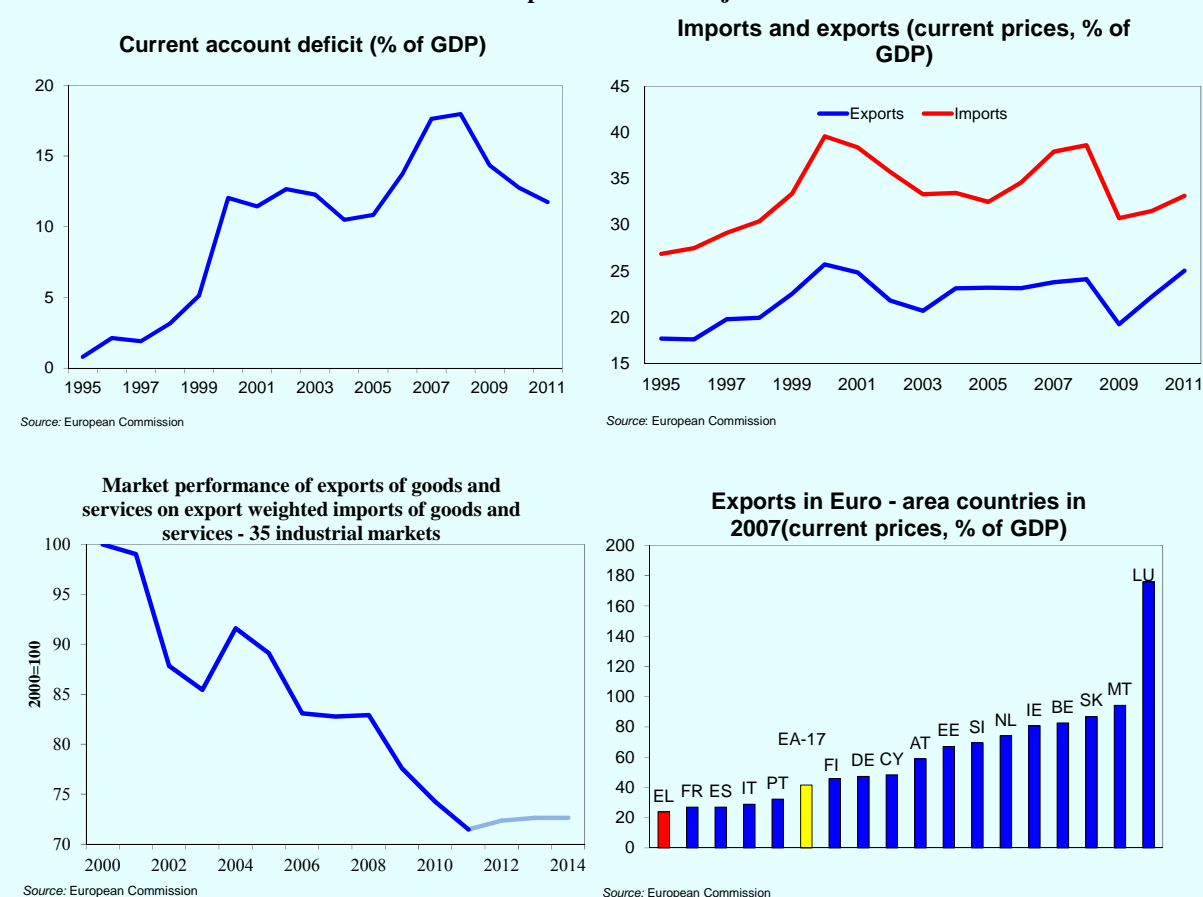 Current account deficit (% of GDP)
20
15
10
5
0
1995 1997 1999 2001 2003 2005 2007 2009 2011
Source: European Commission
Imports and exports (current prices, % of
GDP)
Exports Imports
45
40
35
30
25
20
15
1995 1997 1999 2001 2003 2005 2007 2009 2011
Source: European Commission
Market performance of exports of goods and
services on export weighted imports of goods and
services - 35 industrial markets
2000=100
100
95
90
85
80
75
70
2000 2002 2004 2006 2008 2010 2012 2014
Source: European Commission
Exports in Euro - area countries in
2007(current prices, % of GDP)
200
180
160
140
120
100
80
60
40
20
0
EL FR ES IT PT EA-17 FI DE CY AT EE SI NL IE BE SK MT LU
Source: European Commission